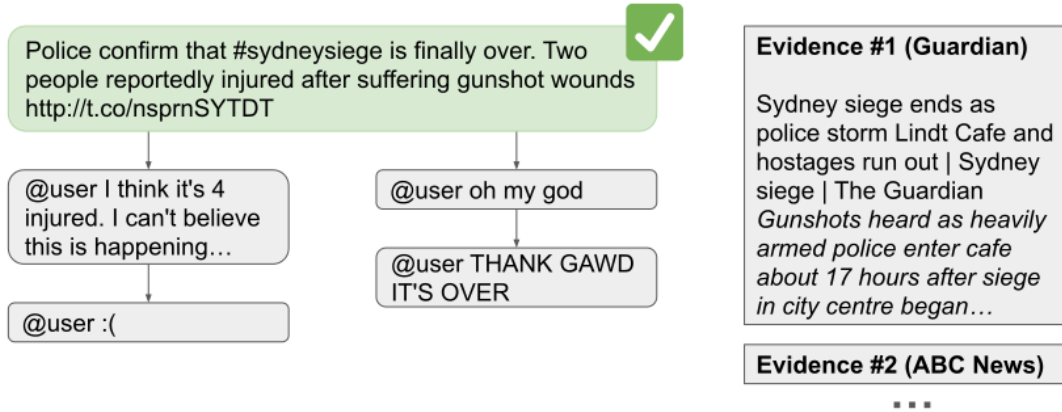 Police confirm that #sydneysiege is finally over. Two
people reportedly injured after suffering gunshot wounds
http://t.co/nsprnSYTDT
@user I think it's 4
injured. I can't believe
this is happening…
@user :(
@user oh my god
@user THANK GAWD
IT'S OVER
Evidence #1 (Guardian)
Sydney siege ends as
police storm Lindt Cafe and
hostages run out | Sydney
siege | The Guardian
Gunshots heard as heavily
armed police enter cafe
about 17 hours after siege
in city centre began…
Evidence #2 (ABC News)
...